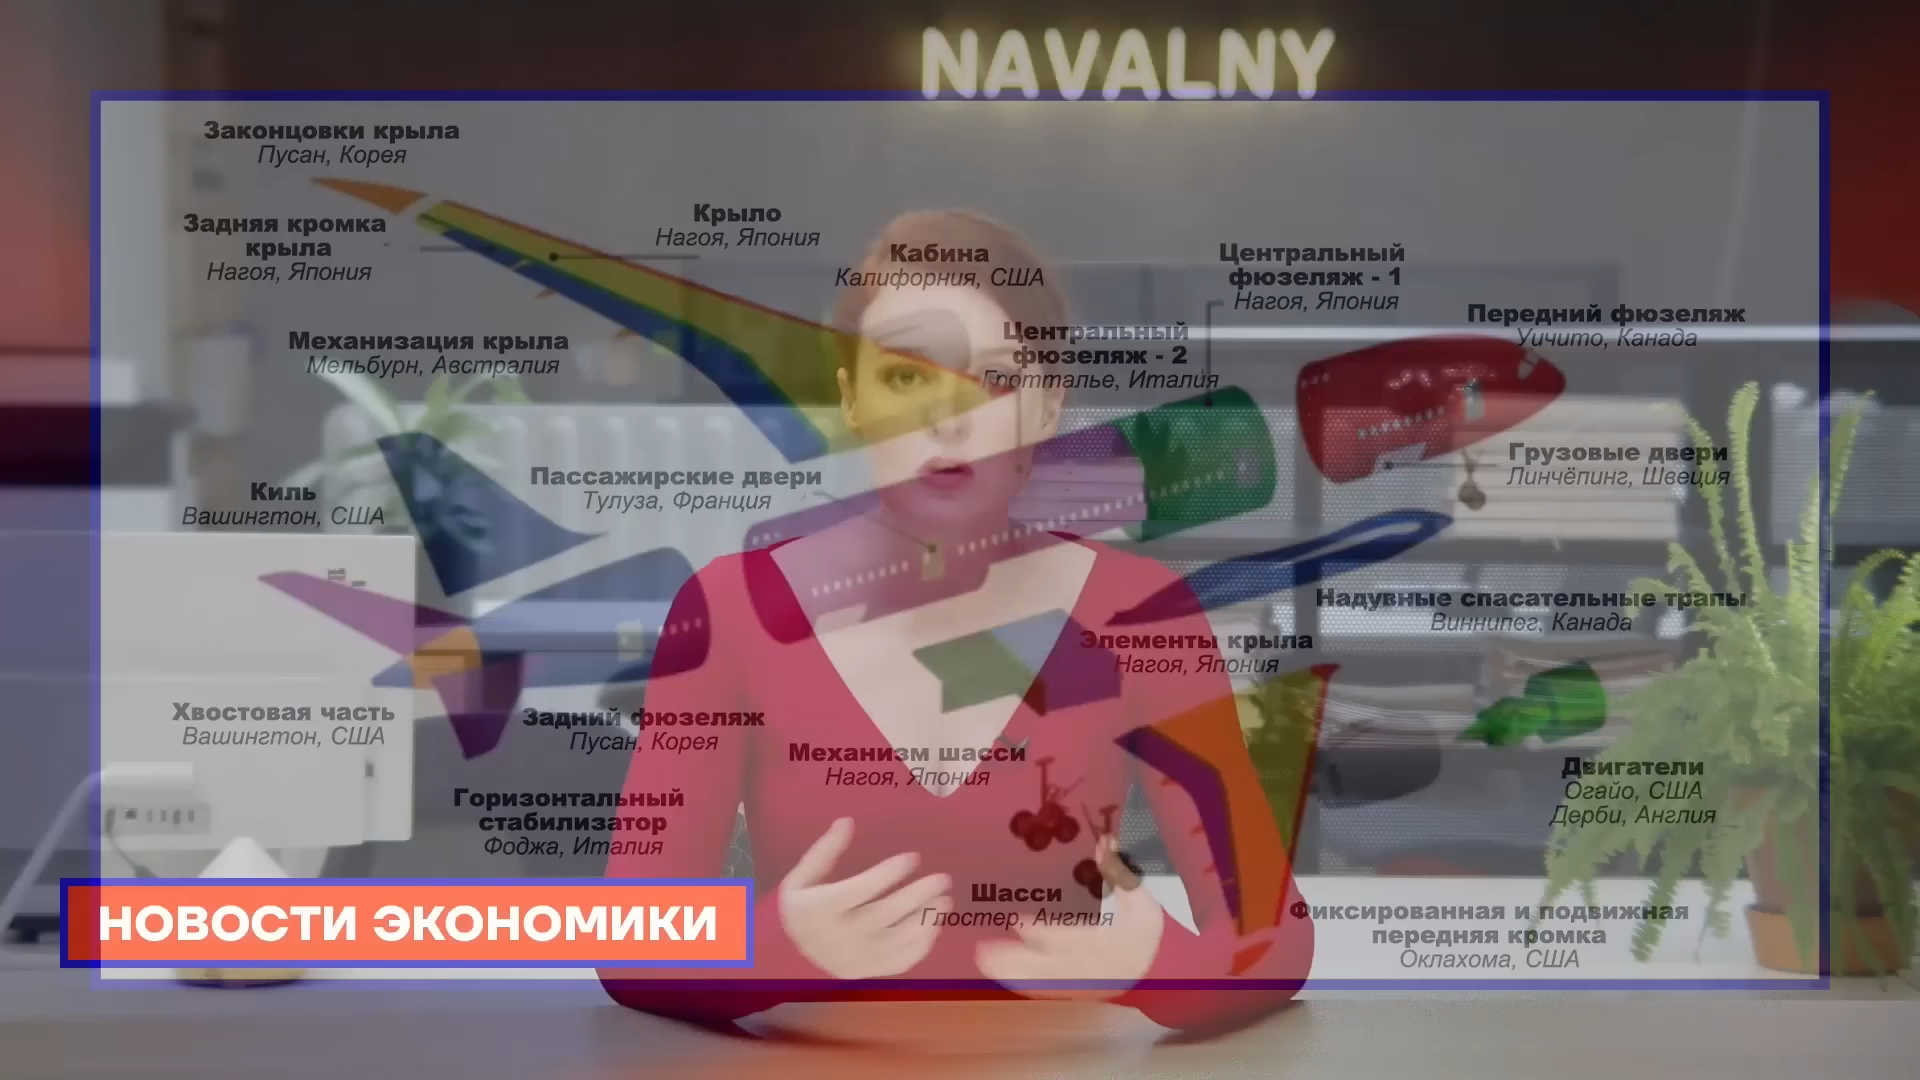 NAVALNY
Законцовки крыла
Пусан, Корея
Задняя кромка
крыла
Нагоя, Япония
Крыло
Нагоя, Япония
Кабина
Калифорния, США
Центральный
фюзеляж - 1
Нагоя, Япония
Передний фюзеляж
Уичито, Канада
Механизация крыла
Мельбурн, Австралия
Центральный
фюзеляж - 2
Гротталье, Италия
Грузовые двери
Линчёпинг, Швеция
Пассажирские двери
Тулуза, Франция
Киль
Вашингтон, США
Надувные спасательные трапы
Виннипег, Канада
Элементы крыла
Нагоя, Япония
Хвостовая часть
Вашингтон, США
Задний фюзеляж
Пусан, Корея
Механизм шасси
Нагоя, Япония
Двигатели
Огайо, США
Дерби, Англия
Горизонтальный
стабилизатор
Фоджа, Италия
Шасси
Глостер, Англия
Фиксированная и подвижная
передняя кромка
Оклахома, США
НОВОСТИ ЭКОНОМИКИ